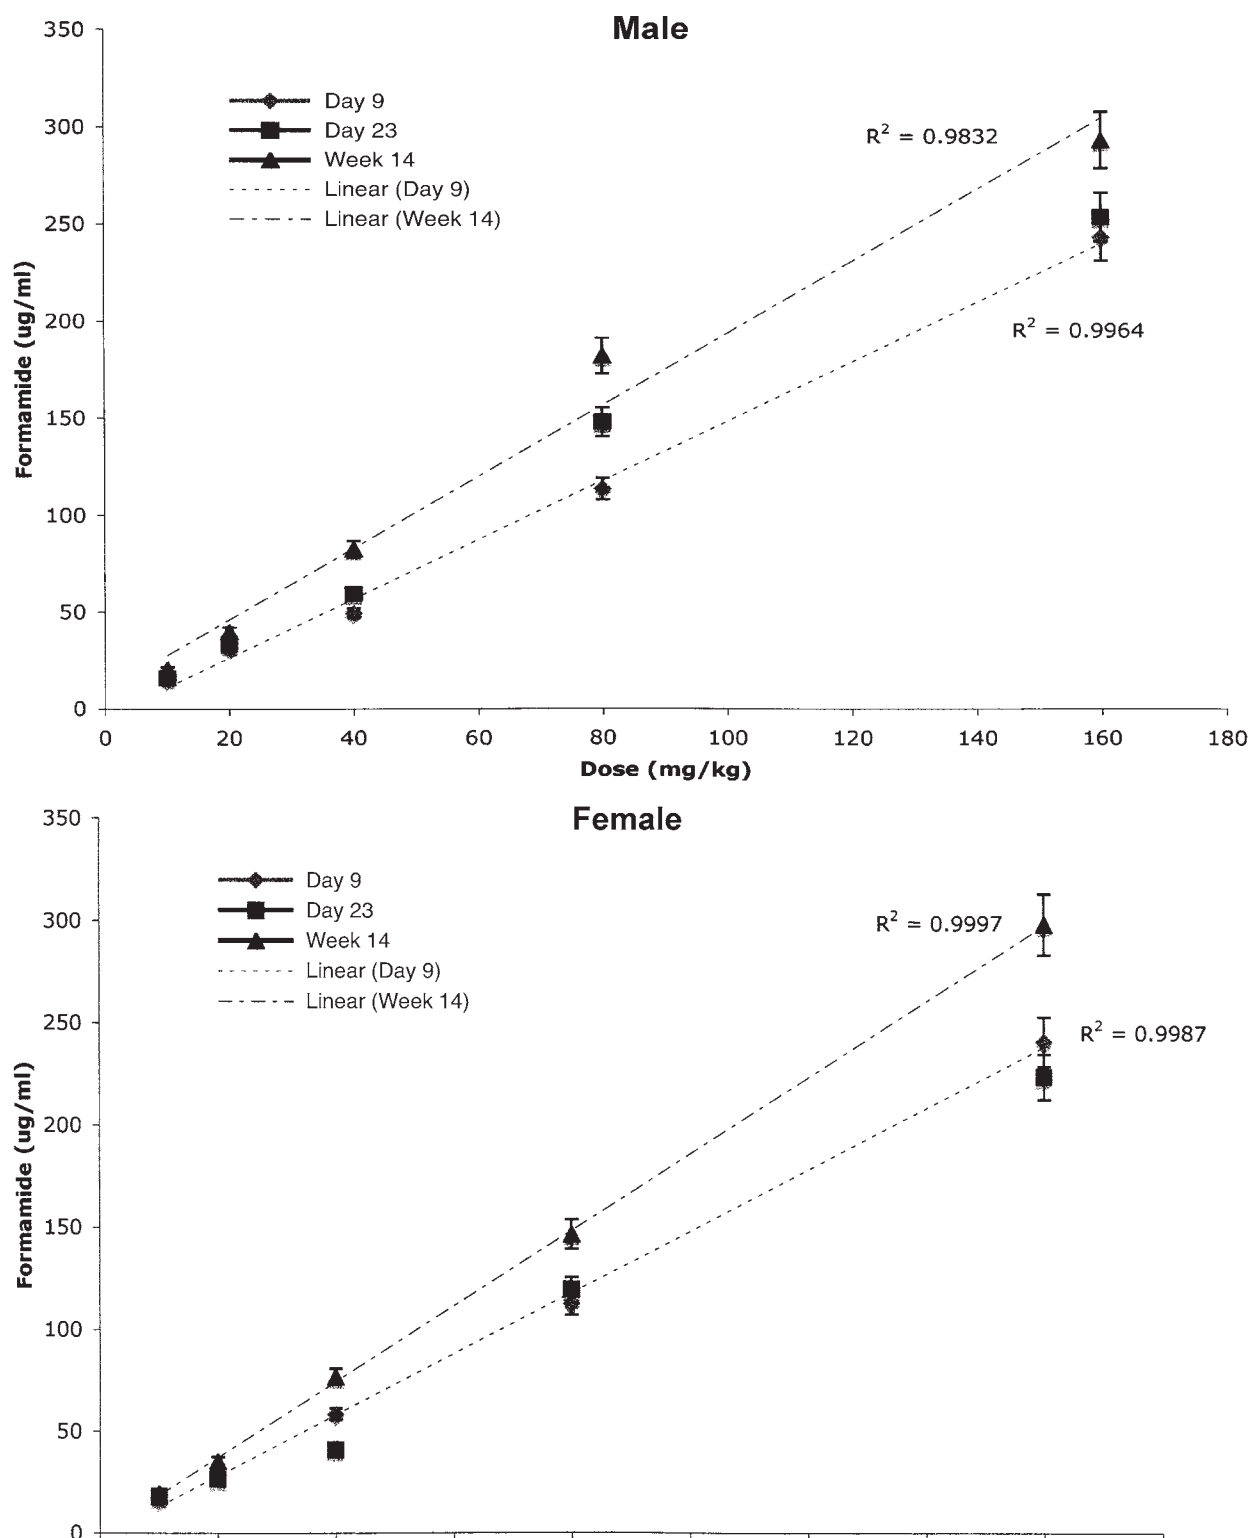 Male
350
300
250
200
150
100
50
0
Formamide (ug/ml)
Day 9
Day 23
Week 14
Linear (Day 9)
Linear (Week 14)
R² = 0.9832
R² = 0.9964
0 20 40 60 80 100 120 140 160 180
Dose (mg/kg)
Female
350
300
250
200
150
100
50
0
Formamide (ug/ml)
Day 9
Day 23
Week 14
Linear (Day 9)
Linear (Week 14)
R² = 0.9997
R² = 0.9987